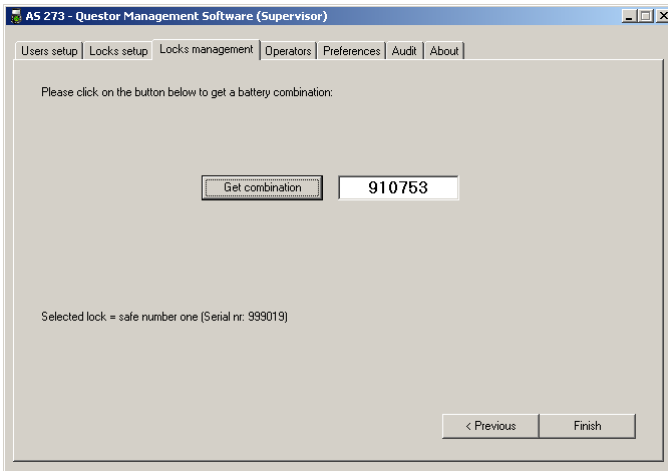 AS 273 - Questor Management Software (Supervisor)
Users setup Locks setup Locks management Operators Preferences Audit About
Please click on the button below to get a battery combination:
Get combination 910753
Selected lock = safe number one (Serial nr: 999019)
< Previous Finish